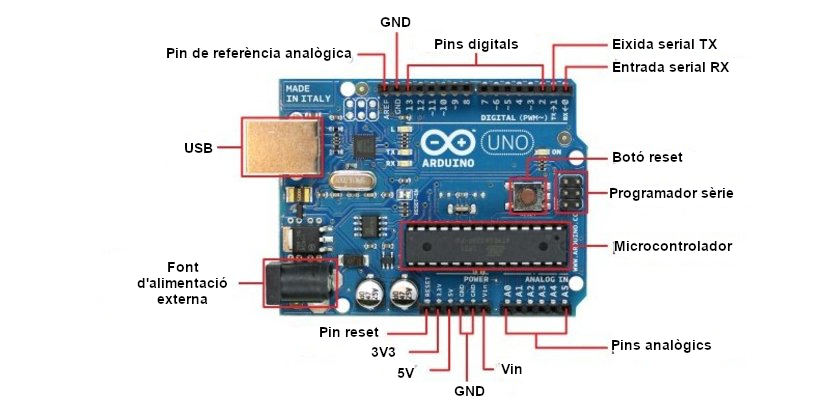 GND
Pin de referència analògica
Pins digitals
Eixida serial TX
Entrada serial RX
MADE
IN ITALY
AREF
GND
13
12
~11
~10
~9
8
7
~6
~5
4
~3
2
TX→1
RX←0
DIGITAL (PWM~)
L
TX
RX
ARDUINO
UNO
ON
USB
Botó reset
Programador sèrie
RESET-EN
WWW.ARDUINO.CC
Microcontrolador
Font
d'alimentació
externa
POWER
ANALOG IN
RESET
3.3V
5V
GND
GND
Vin
A0
A1
A2
A3
A4
A5
Pin reset
3V3
5V
GND
Vin
Pins analògics